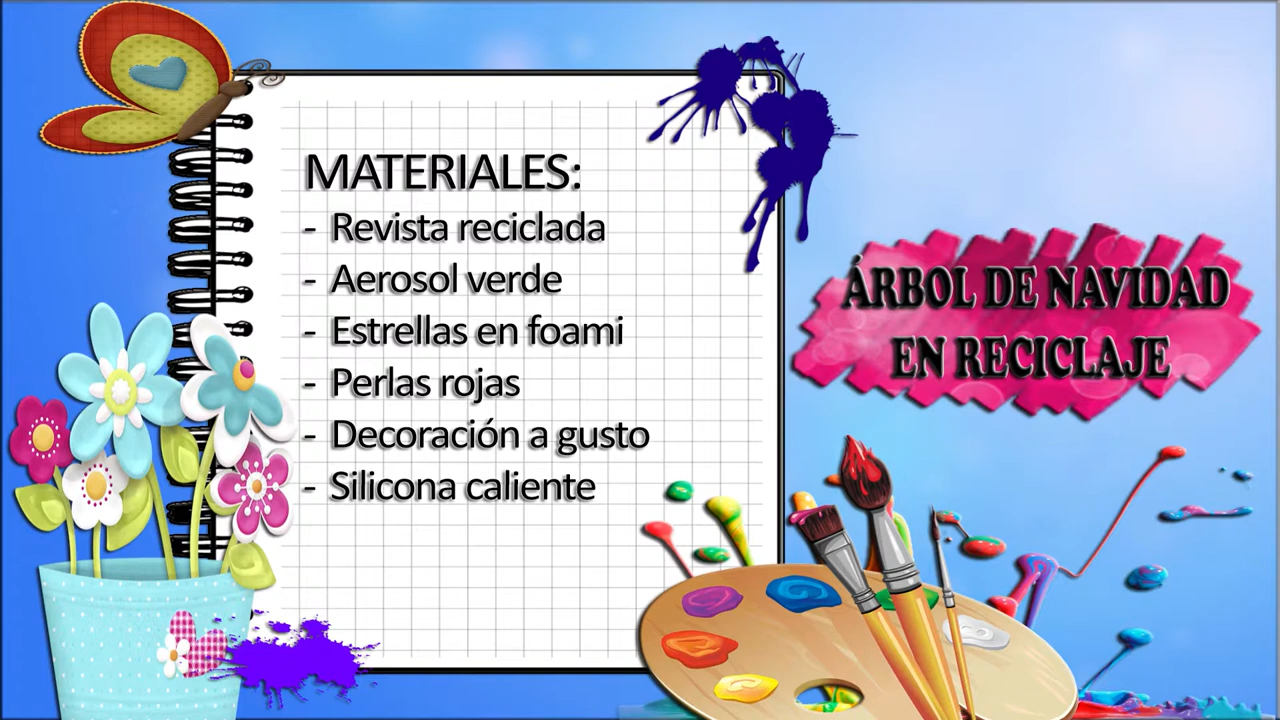 MATERIALES:
- Revista reciclada
- Aerosol verde
- Estrellas en foami
- Perlas rojas
- Decoración a gusto
- Silicona caliente
ÁRBOL DE NAVIDAD
EN RECICLAJE